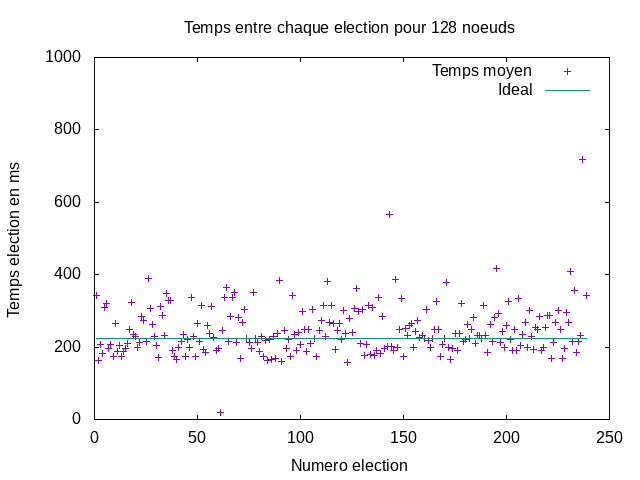 Temps entre chaque election pour 128 noeuds
1000
Temps moyen
Ideal
800
600
400
200
0
Temps election en ms
0 50 100 150 200 250
Numero election